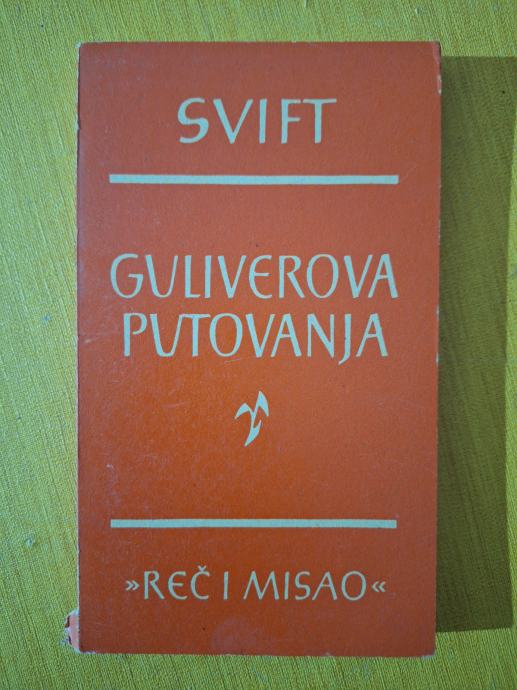 SVIFT
GULIVEROVA
PUTOVANJA
»REČ I MISAO«